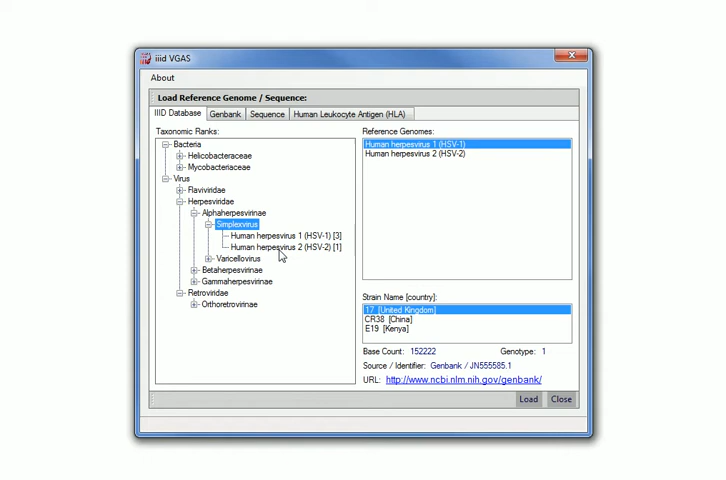 iiid VGAS
About
Load Reference Genome / Sequence:
IIID Database Genbank Sequence Human Leukocyte Antigen (HLA)
Taxonomic Ranks:
Bacteria
Helicobacteraceae
Mycobacteriaceae
Virus
Flaviviridae
Herpesviridae
Alphaherpesvirinae
Simplexvirus
Human herpesvirus 1 (HSV-1) [3]
Human herpesvirus 2 (HSV-2) [1]
Varicellovirus
Betaherpesvirinae
Gammaherpesvirinae
Retroviridae
Orthoretrovirinae
Reference Genomes:
Human herpesvirus 1 (HSV-1)
Human herpesvirus 2 (HSV-2)
Strain Name [country]:
17 [United Kingdom]
CR38 [China]
E19 [Kenya]
Base Count: 152222 Genotype: 1
Source / Identifier: Genbank / JN555585.1
URL: http://www.ncbi.nlm.nih.gov/genbank/
Load Close